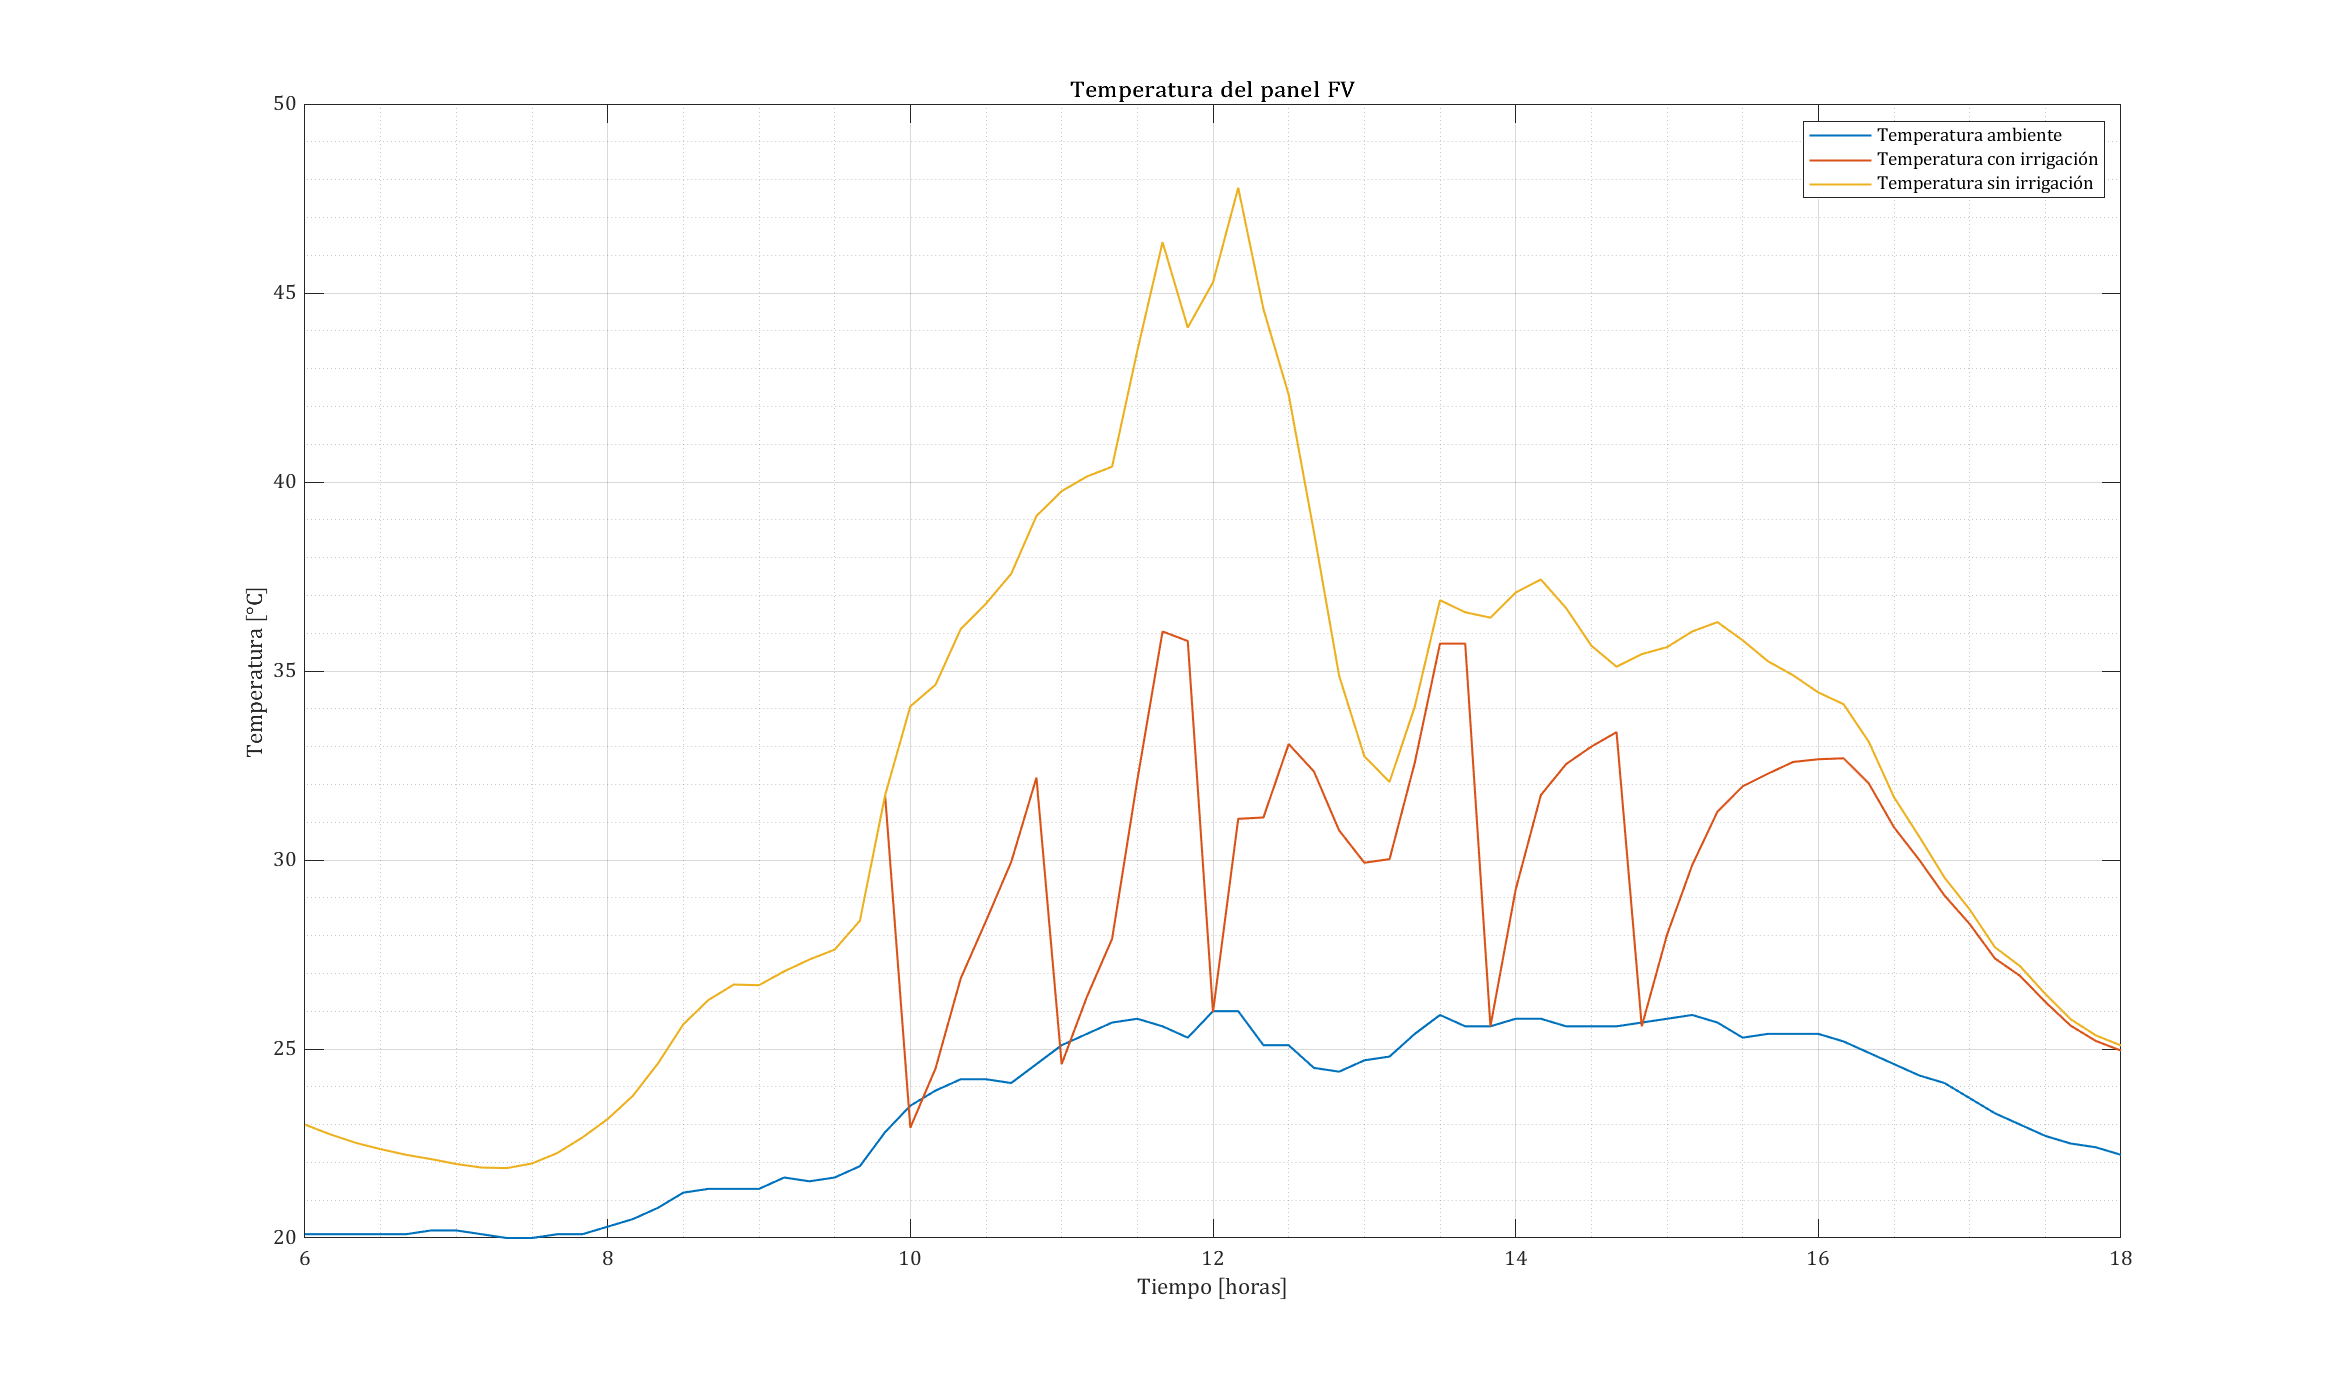 Temperatura del panel FV
Temperatura ambiente
Temperatura con irrigación
Temperatura sin irrigación
50
45
40
35
30
25
20
Temperatura [°C]
6 8 10 12 14 16 18
Tiempo [horas]